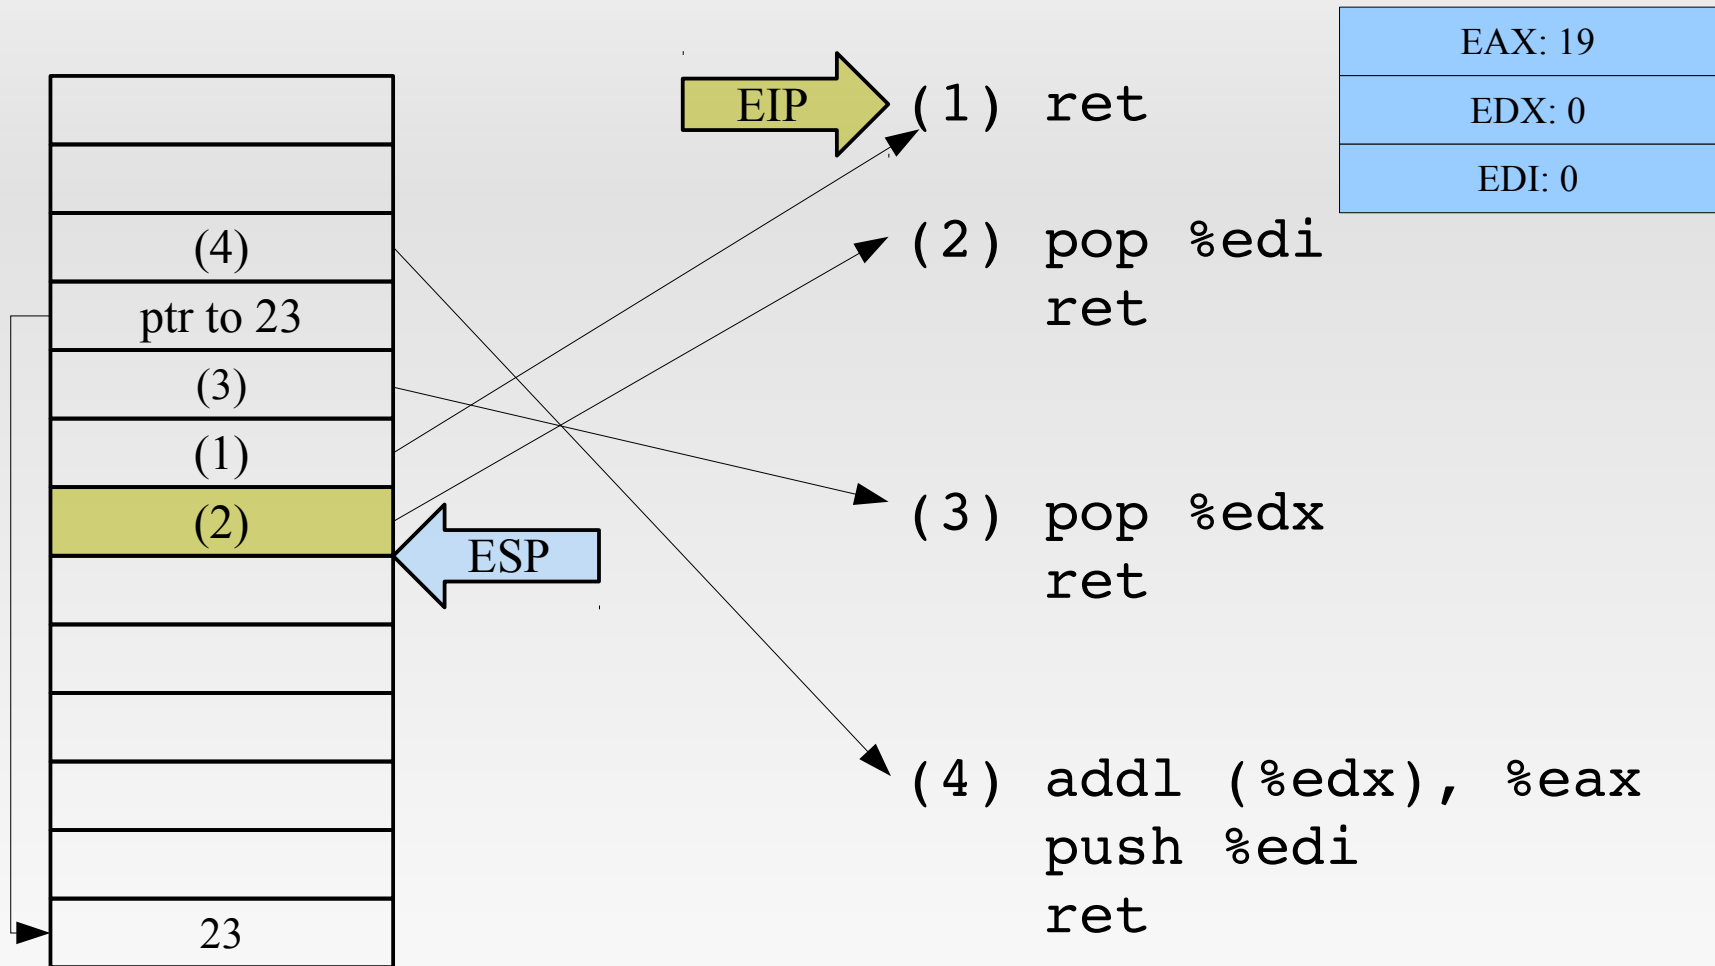 EAX: 19
EDX: 0
EDI: 0
EIP
(1) ret
(2) pop %edi
ret
(3) pop %edx
ret
(4) addl (%edx), %eax
push %edi
ret
(4)
ptr to 23
(3)
(1)
(2)
ESP
23